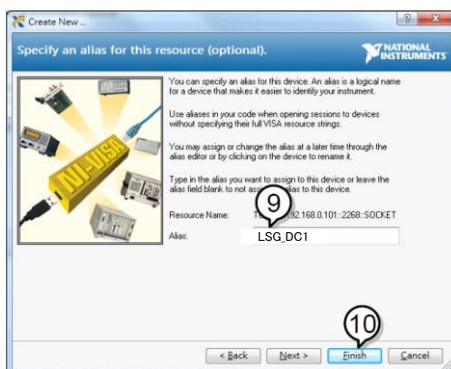 Create New ...
Specify an alias for this resource (optional).
NATIONAL
INSTRUMENTS
You can specify an alias for this device. An alias is a logical name
for a device that makes it easier to identify your instrument.
Use aliases in your code when opening sessions to devices
without specifying their full VISA resource strings.
You may assign or change the alias at a later time through the
alias editor or by clicking on the device to rename it.
Type in the alias you want to assign to this device or leave the
alias field blank to not alias to this device.
NI-VISA
9
Resource Name: 92.168.0.101::2268::SOCKET
Alias: LSG_DC1
10
< Back Next > Finish Cancel